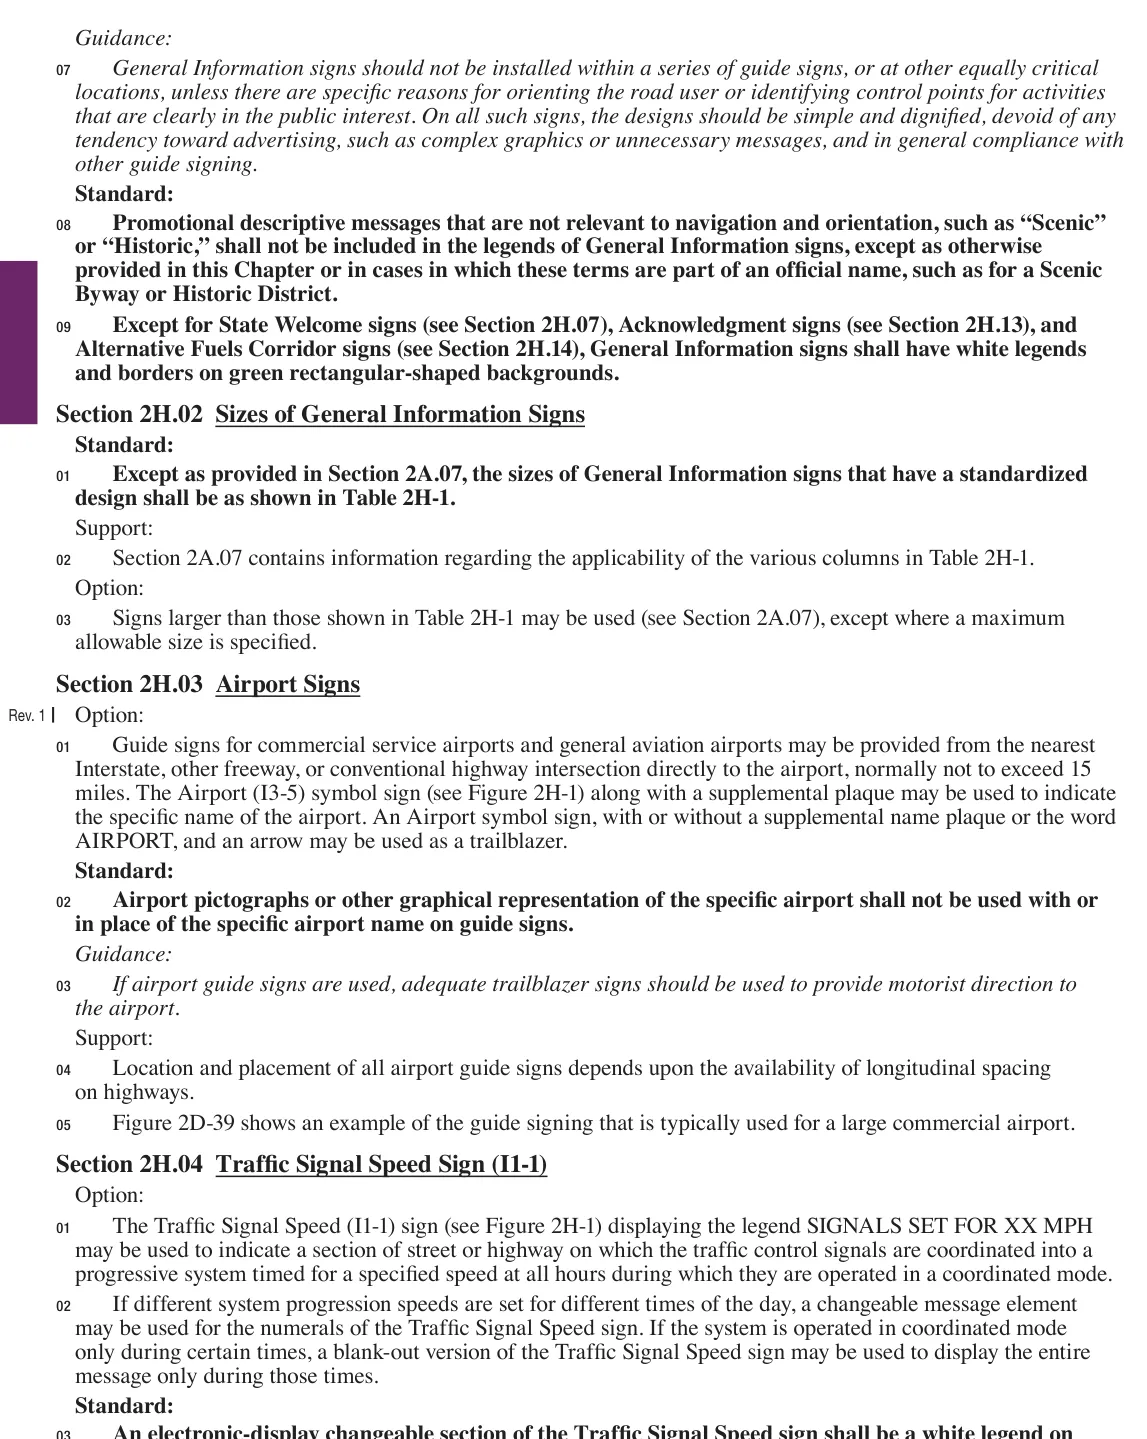 Guidance:
07 General Information signs should not be installed within a series of guide signs, or at other equally critical
locations, unless there are specific reasons for orienting the road user or identifying control points for activities
that are clearly in the public interest. On all such signs, the designs should be simple and dignified, devoid of any
tendency toward advertising, such as complex graphics or unnecessary messages, and in general compliance with
other guide signing.
Standard:
08 Promotional descriptive messages that are not relevant to navigation and orientation, such as “Scenic”
or “Historic,” shall not be included in the legends of General Information signs, except as otherwise
provided in this Chapter or in cases in which these terms are part of an official name, such as for a Scenic
Byway or Historic District.
09 Except for State Welcome signs (see Section 2H.07), Acknowledgment signs (see Section 2H.13), and
Alternative Fuels Corridor signs (see Section 2H.14), General Information signs shall have white legends
and borders on green rectangular-shaped backgrounds.
Section 2H.02 Sizes of General Information Signs
Standard:
01 Except as provided in Section 2A.07, the sizes of General Information signs that have a standardized
design shall be as shown in Table 2H-1.
Support:
02 Section 2A.07 contains information regarding the applicability of the various columns in Table 2H-1.
Option:
03 Signs larger than those shown in Table 2H-1 may be used (see Section 2A.07), except where a maximum
allowable size is specified.
Section 2H.03 Airport Signs
Rev. 1 Option:
01 Guide signs for commercial service airports and general aviation airports may be provided from the nearest
Interstate, other freeway, or conventional highway intersection directly to the airport, normally not to exceed 15
miles. The Airport (I3-5) symbol sign (see Figure 2H-1) along with a supplemental plaque may be used to indicate
the specific name of the airport. An Airport symbol sign, with or without a supplemental name plaque or the word
AIRPORT, and an arrow may be used as a trailblazer.
Standard:
02 Airport pictographs or other graphical representation of the specific airport shall not be used with or
in place of the specific airport name on guide signs.
Guidance:
03 If airport guide signs are used, adequate trailblazer signs should be used to provide motorist direction to
the airport.
Support:
04 Location and placement of all airport guide signs depends upon the availability of longitudinal spacing
on highways.
05 Figure 2D-39 shows an example of the guide signing that is typically used for a large commercial airport.
Section 2H.04 Traffic Signal Speed Sign (I1-1)
Option:
01 The Traffic Signal Speed (I1-1) sign (see Figure 2H-1) displaying the legend SIGNALS SET FOR XX MPH
may be used to indicate a section of street or highway on which the traffic control signals are coordinated into a
progressive system timed for a specified speed at all hours during which they are operated in a coordinated mode.
02 If different system progression speeds are set for different times of the day, a changeable message element
may be used for the numerals of the Traffic Signal Speed sign. If the system is operated in coordinated mode
only during certain times, a blank-out version of the Traffic Signal Speed sign may be used to display the entire
message only during those times.
Standard:
03 An electronic-display changeable section of the Traffic Signal Speed sign shall be a white legend on